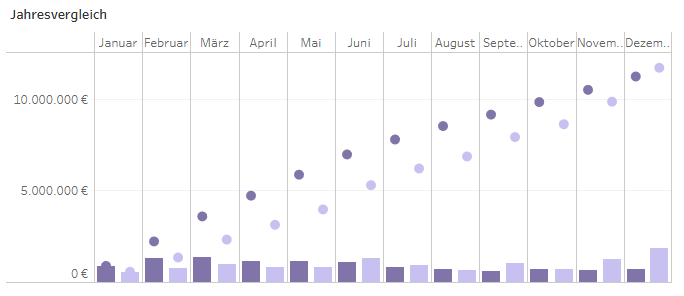 Jahresvergleich
Januar Februar März April Mai Juni Juli August Septe.. Oktober Novem.. Dezem..
10.000.000 €
5.000.000 €
0 €